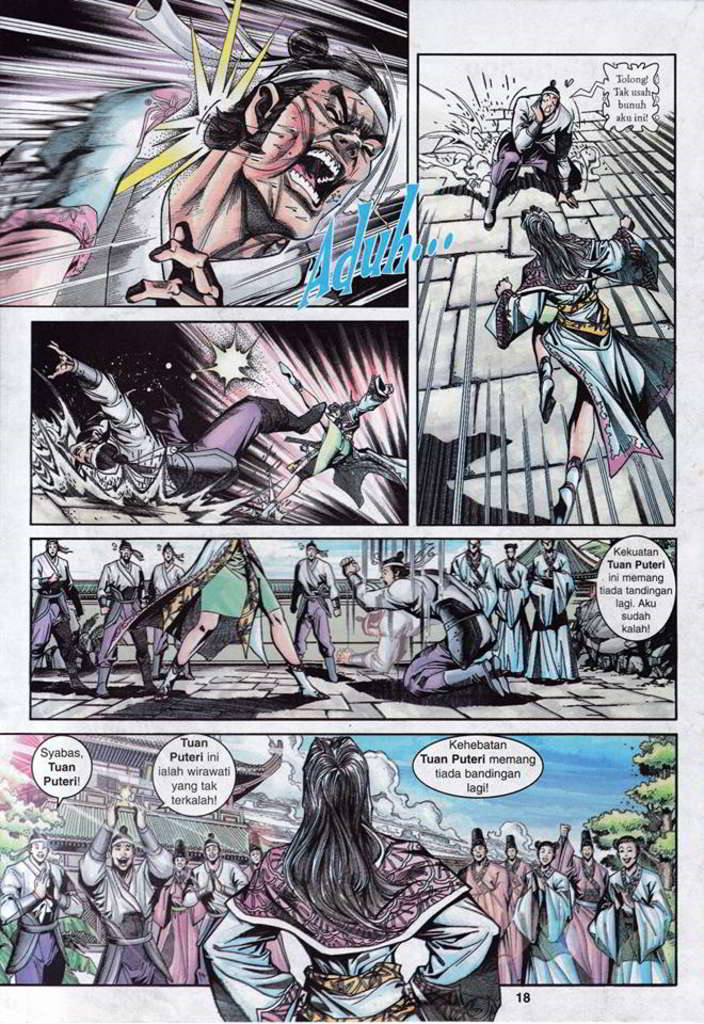 Aduh...
Tolong!
Tak usah
bunuh
aku ini!
Kekuatan
Tuan Puteri
ini memang
tiada banding
lagi. Aku
sudah
kalah!
Syabas,
Tuan
Puteri!
Tuan
Puteri ini
ialah wirawati
yang tak
terkalah!
Kehebatan
Tuan Puteri memang
tiada bandingan
lagi!
18